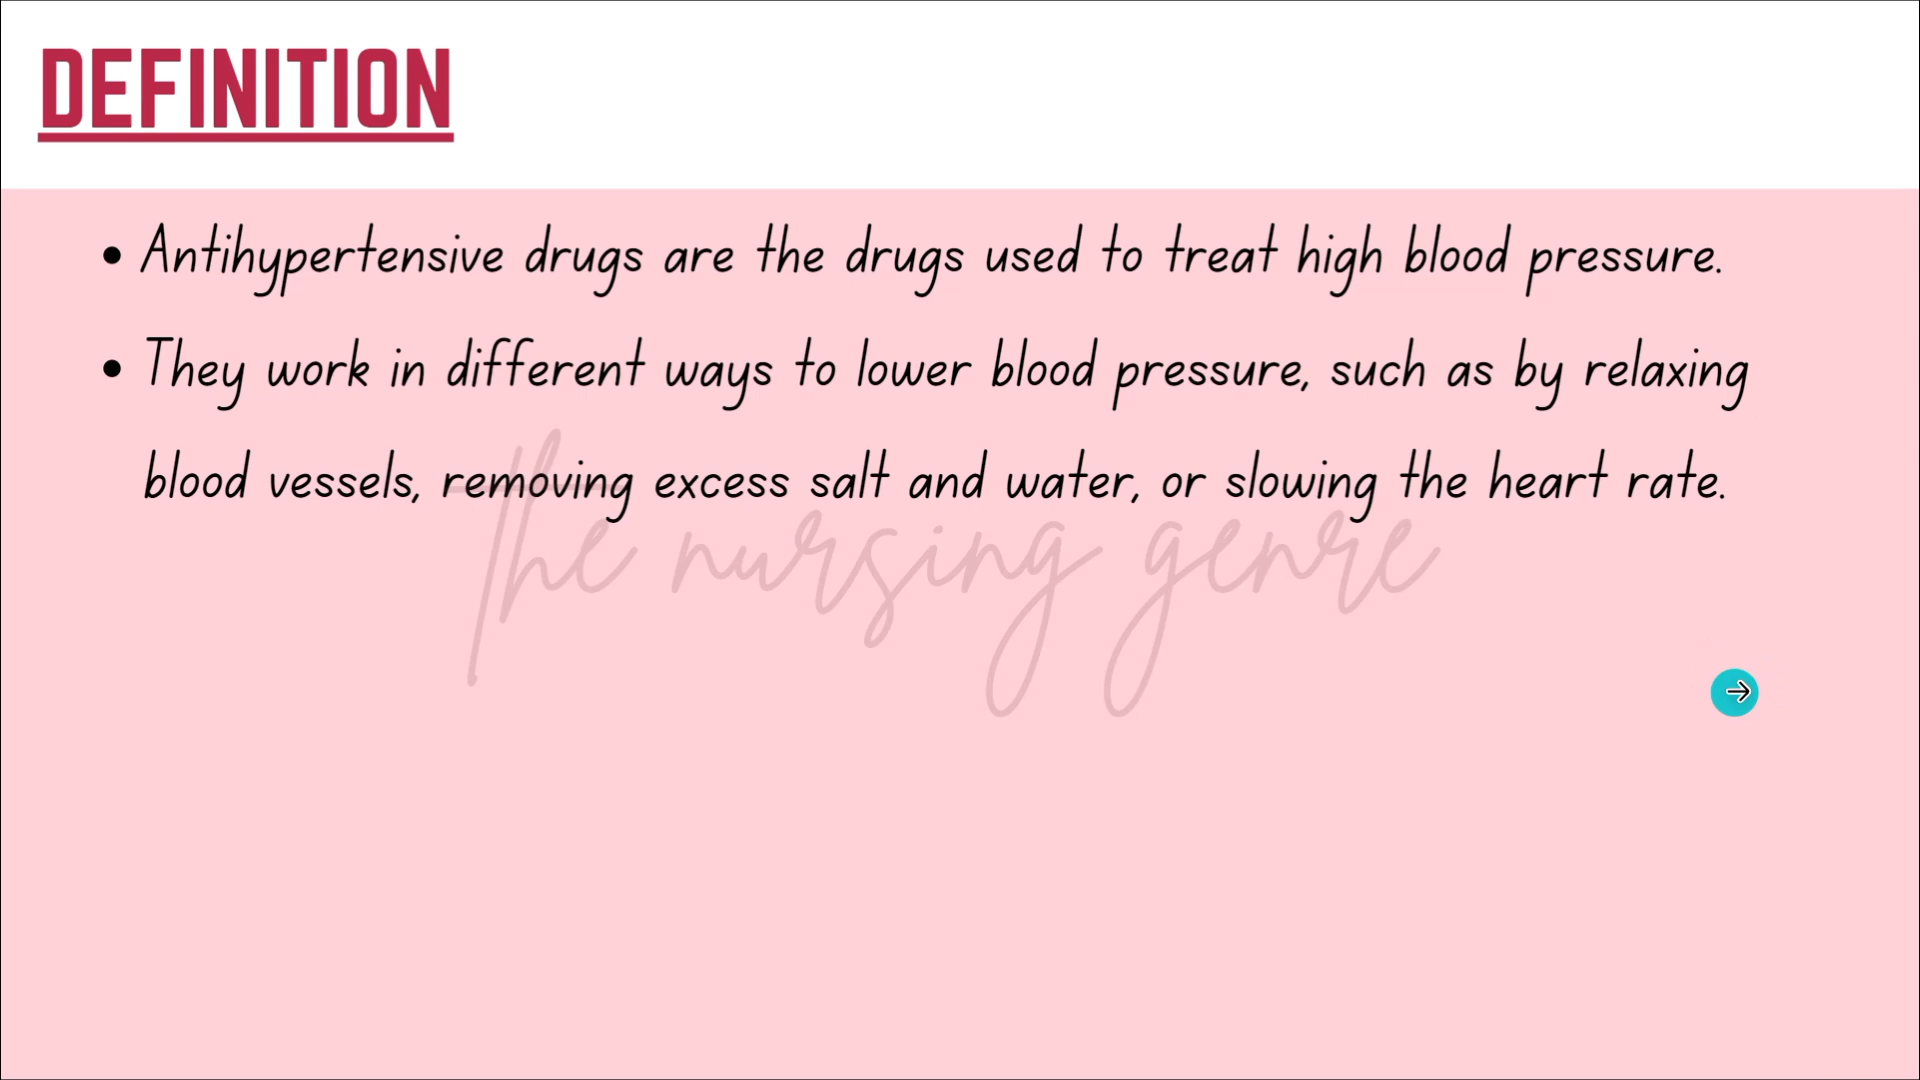 DEFINITION
• Antihypertensive drugs are the drugs used to treat high blood pressure.
• They work in different ways to lower blood pressure, such as by relaxing
blood vessels, removing excess salt and water, or slowing the heart rate.
the nursing genre